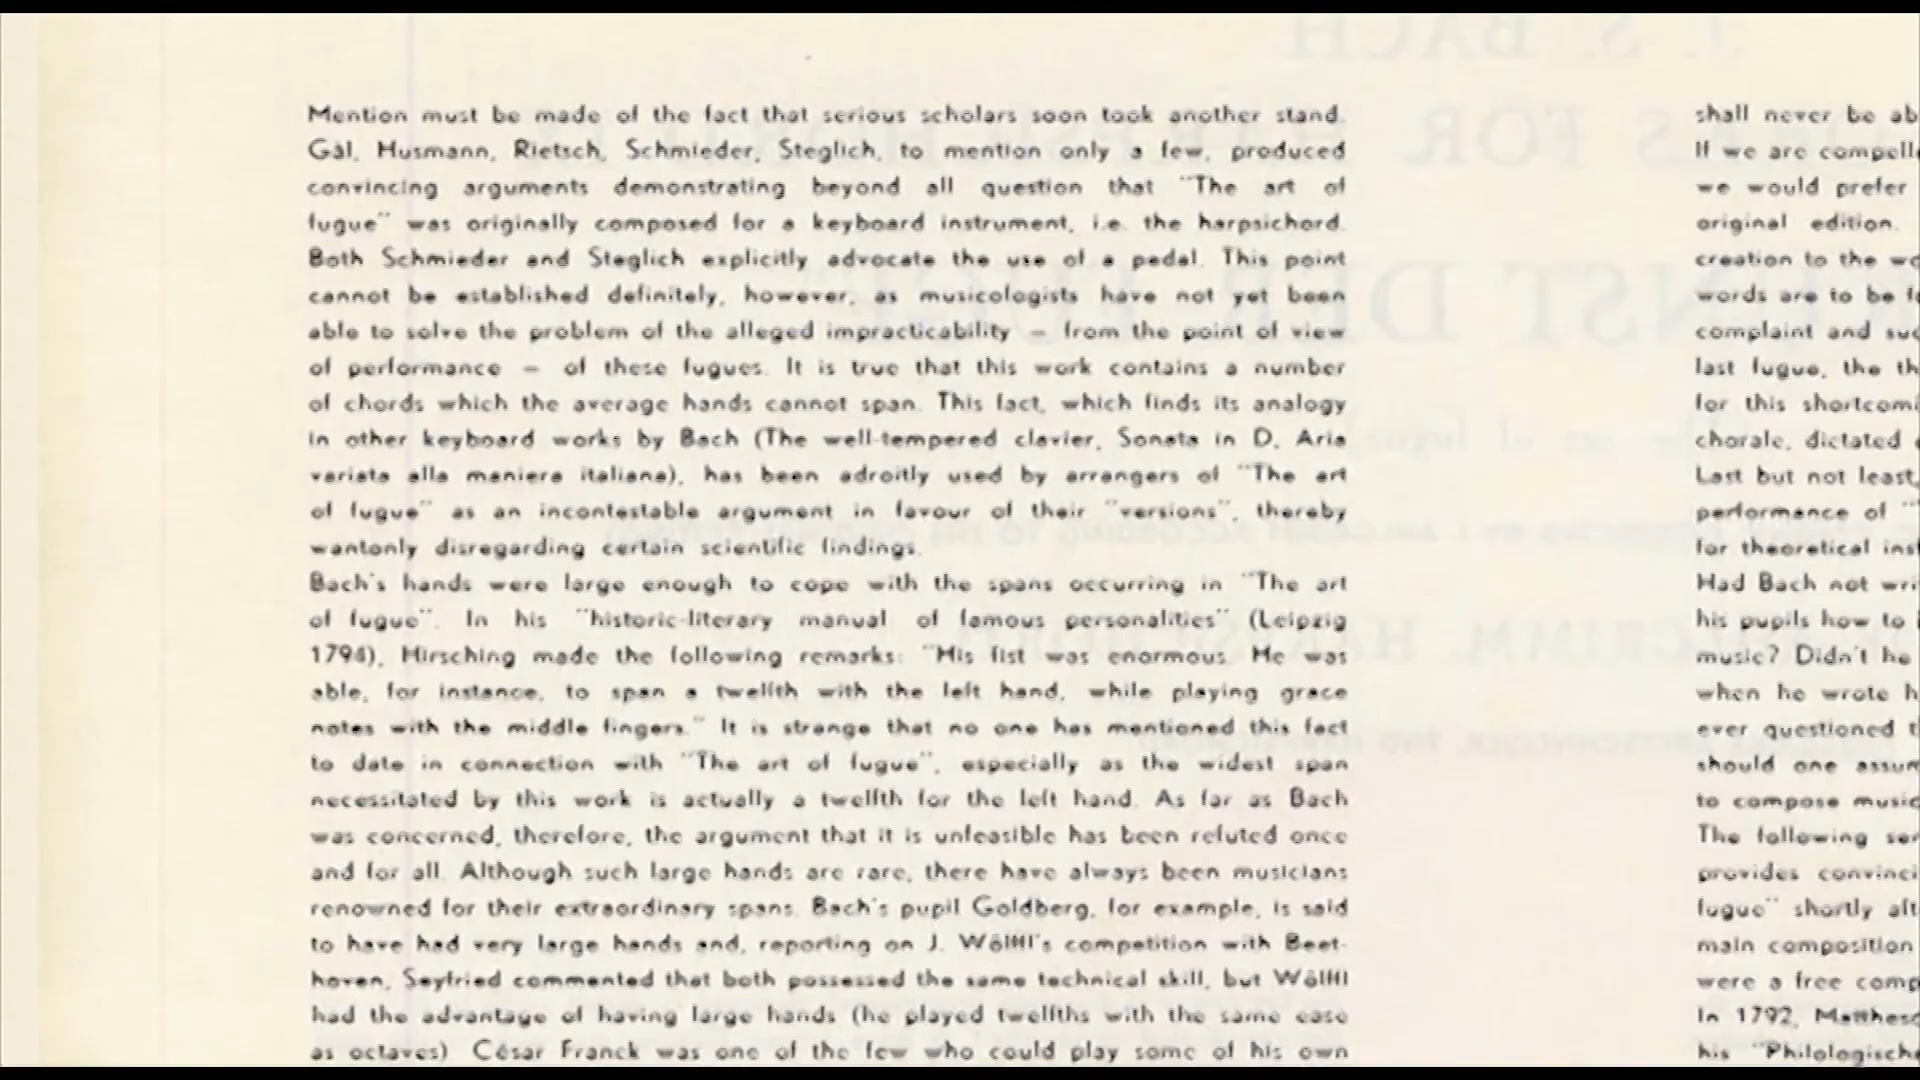 Mention must be made of the fact that serious scholars soon took another stand.
Gál, Husmann, Rietsch, Schmieder, Steglich, to mention only a few, produced
convincing arguments demonstrating beyond all question that "The art of
fugue" was originally composed for a keyboard instrument, i.e. the harpsichord.
Both Schmieder and Steglich explicitly advocate the use of a pedal. This point
cannot be established definitely, however, as musicologists have not yet been
able to solve the problem of the alleged impracticability — from the point of view
of performance — of these fugues. It is true that this work contains a number
of chords which the average hands cannot span. This fact, which finds its analogy
in other keyboard works by Bach (The well-tempered clavier, Sonata in D, Aria
variata alla maniera italiana), has been adroitly used by arrangers of "The art
of fugue" as an incontestable argument in favour of their "versions", thereby
wantonly disregarding certain scientific findings.
Bach's hands were large enough to cope with the spans occurring in "The art
of fugue". In his "historic-literary manual of famous personalities" (Leipzig
1794), Hirsching made the following remarks: "His fist was enormous. He was
able, for instance, to span a twelfth with the left hand, while playing grace
notes with the middle fingers." It is strange that no one has mentioned this fact
to date in connection with "The art of fugue", especially as the widest span
necessitated by this work is actually a twelfth for the left hand. As far as Bach
was concerned, therefore, the argument that it is unfeasible has been refuted once
and for all. Although such large hands are rare, there have always been musicians
renowned for their extraordinary spans. Bach's pupil Goldberg, for example, is said
to have had very large hands and, reporting on J. Wölffl's competition with Beet-
hoven, Seyfried commented that both possessed the same technical skill, but Wölffl
had the advantage of having large hands (he played twelfths with the same ease
as octaves) César Franck was one of the few who could play some of his own
shall never be ab
If we are compell
we would prefer
original edition.
creation to the wo
words are to be fo
complaint and suc
last fugue, the th
for this shortcomi
chorale, dictated
Last but not least,
performance of "
for theoretical inst
Had Bach not wri
his pupils how to
music? Didn't he
when he wrote h
ever questioned t
should one assum
to compose music
The following se
provides convinci
fugue" shortly aft
main composition
were a free comp
In 1792, Matthes
his "Philologische